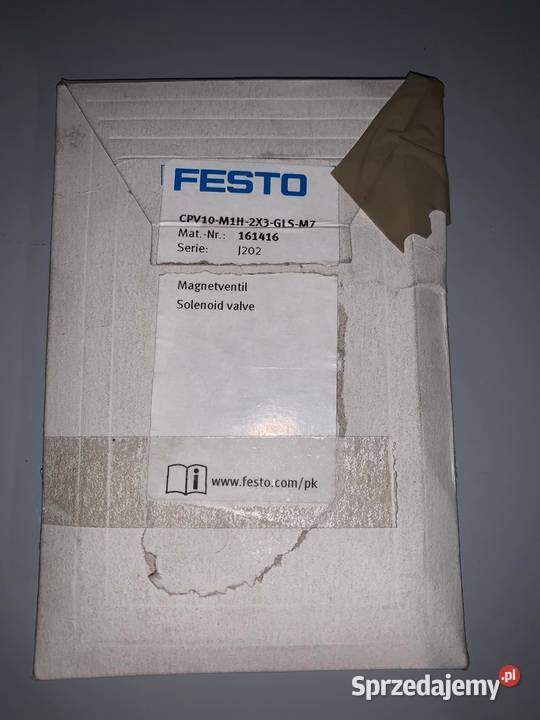 FESTO
CPV10-M1H-2X3-GLS-M7
Mat.-Nr.: 161416
Serie: J202
Magnetventil
Solenoid valve
www.festo.com/pk
Sprzedajemy.pl